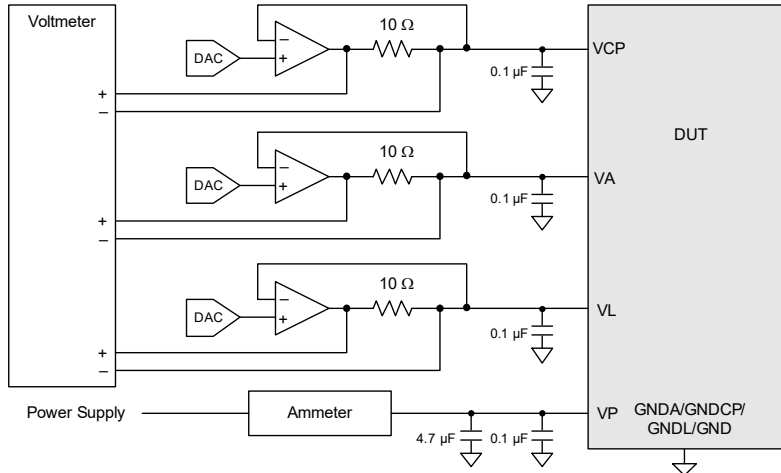 Voltmeter
DAC
−
+
10 Ω
VCP
0.1 µF
+
−
DUT
DAC
−
+
10 Ω
VA
0.1 µF
+
−
DAC
−
+
10 Ω
VL
0.1 µF
+
−
Power Supply
Ammeter
VP
4.7 µF
0.1 µF
GNDA/GNDCP/
GNDL/GND